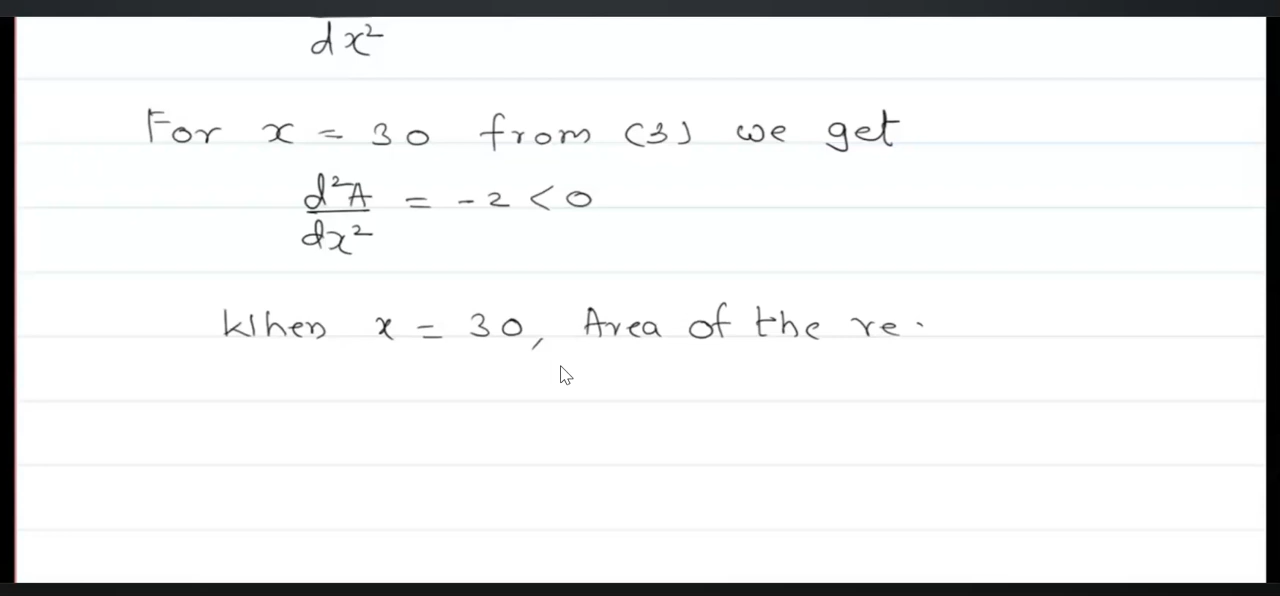 dx²
For x = 30 from (3) we get
d²A/dx² = -2 < 0
When x = 30, Area of the re.